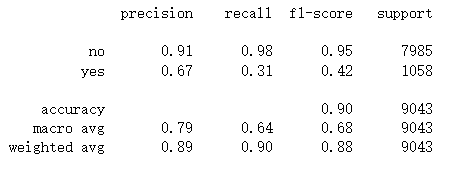 precision recall f1-score support
no 0.91 0.98 0.95 7985
yes 0.67 0.31 0.42 1058
accuracy 0.90 9043
macro avg 0.79 0.64 0.68 9043
weighted avg 0.89 0.90 0.88 9043